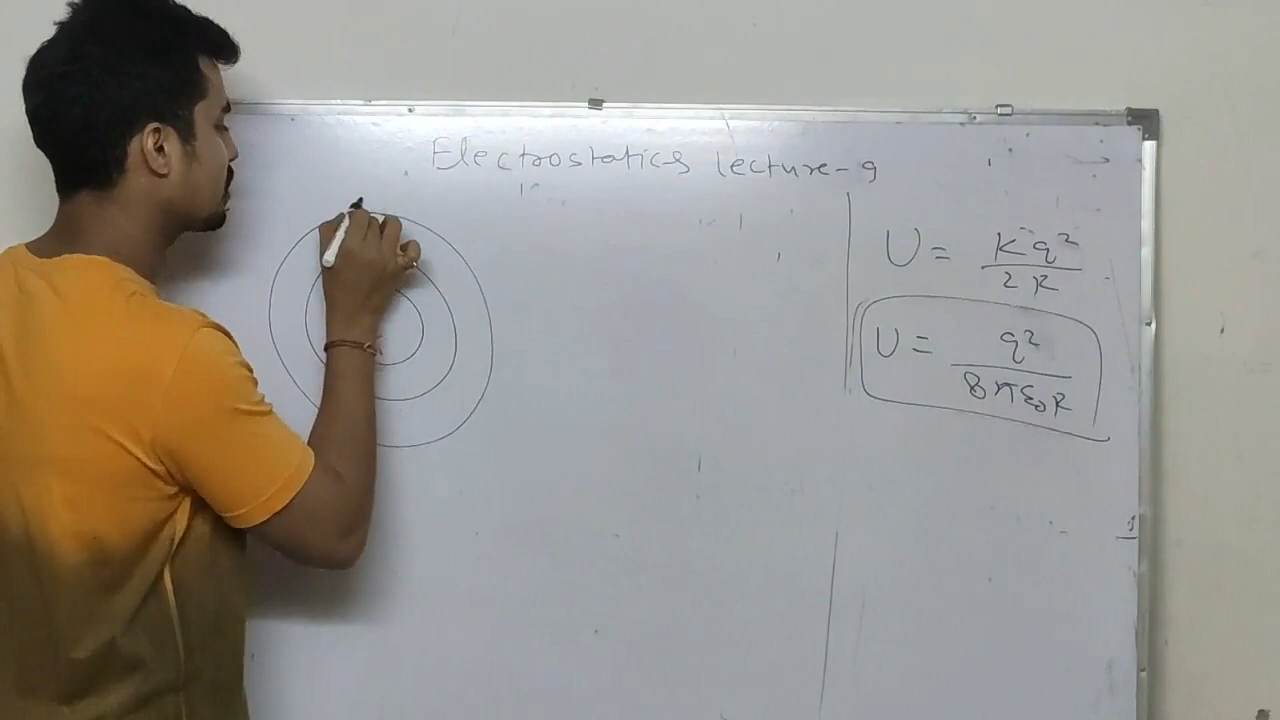 Electrostatics lecture-9
U = Kq²
2R
U = q²
8πε₀R